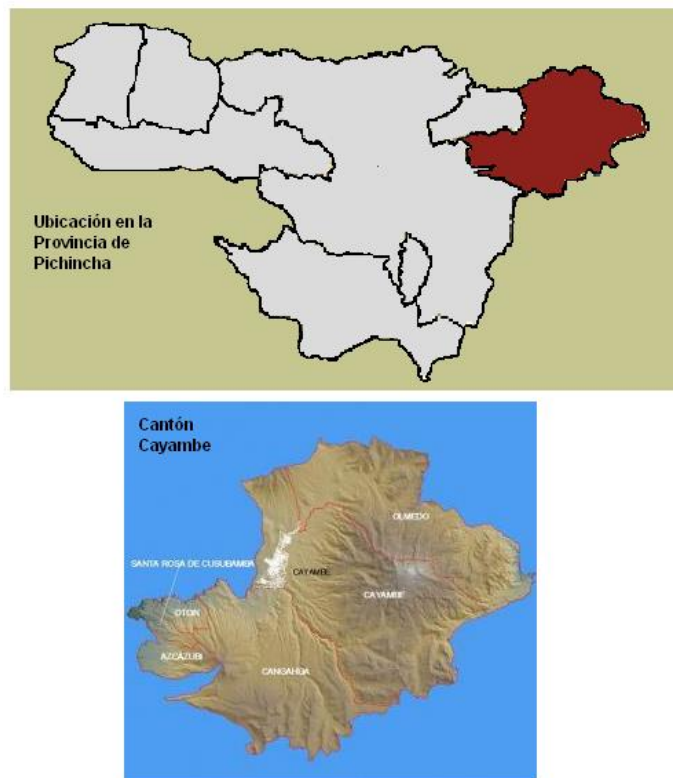 Ubicación en la
Provincia de
Pichincha
Cantón
Cayambe
OLMEDO
SANTA ROSA DE CUSUBAMBA
CAYAMBE
CAYAMBE
OTON
AZCAZUBI
CANGAHUA